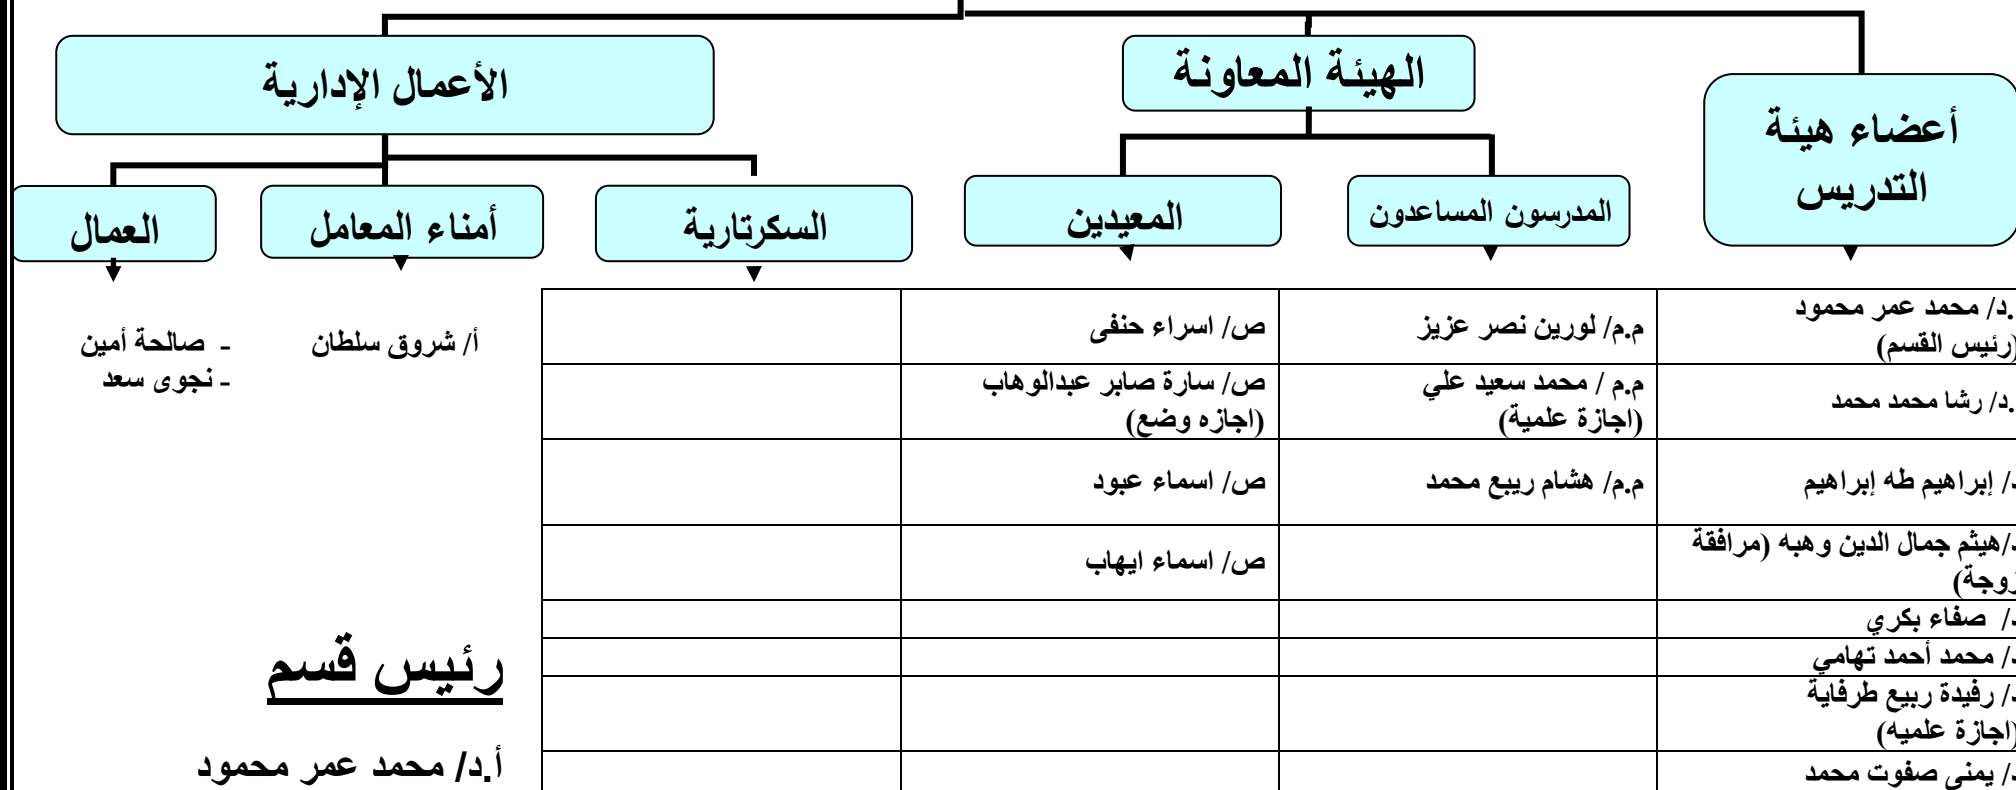 أعضاء هيئة
التدريس
الهيئة المعاونة
الأعمال الإدارية
المدرسون المساعدون
المعيدين
السكرتارية
أمناء المعامل
العمال
.د/ محمد عمر محمود
(رئيس القسم)
م.م/ لورين نصر عزيز
ص/ اسراء حنفى
أ/ شروق سلطان
- صالحة أمين
- نجوى سعد
.د/ رشا محمد محمد
م.م / محمد سعيد علي
(اجازة علمية)
ص/ سارة صابر عبدالوهاب
(اجازه وضع)
د/ إبراهيم طه إبراهيم
م.م/ هشام ريبع محمد
ص/ اسماء عبود
د/هيثم جمال الدين وهبه (مرافقة
زوجة)
ص/ اسماء ايهاب
د/ صفاء بكري
د/ محمد أحمد تهامي
د/ رفيدة ربيع طرفاية
(اجازة علميه)
د/ يمنى صفوت محمد
رئيس قسم
أ.د/ محمد عمر محمود